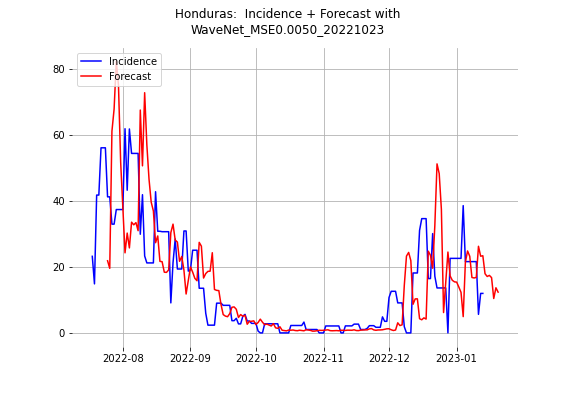 Honduras:  Incidence + Forecast with
WaveNet_MSE0.0050_20221023
Incidence
Forecast
80
60
40
20
0
2022-08
2022-09
2022-10
2022-11
2022-12
2023-01